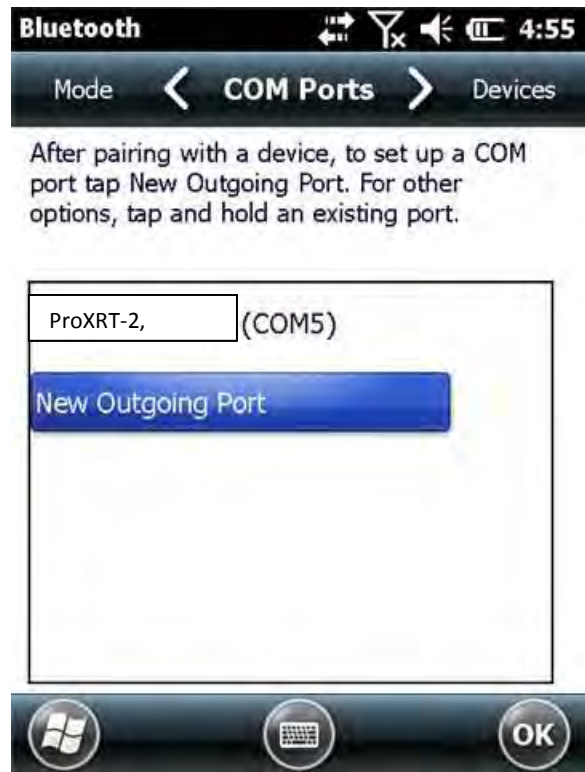 Bluetooth 4:55
Mode COM Ports Devices
After pairing with a device, to set up a COM
port tap New Outgoing Port. For other
options, tap and hold an existing port.
ProXRT-2, (COM5)
New Outgoing Port
OK